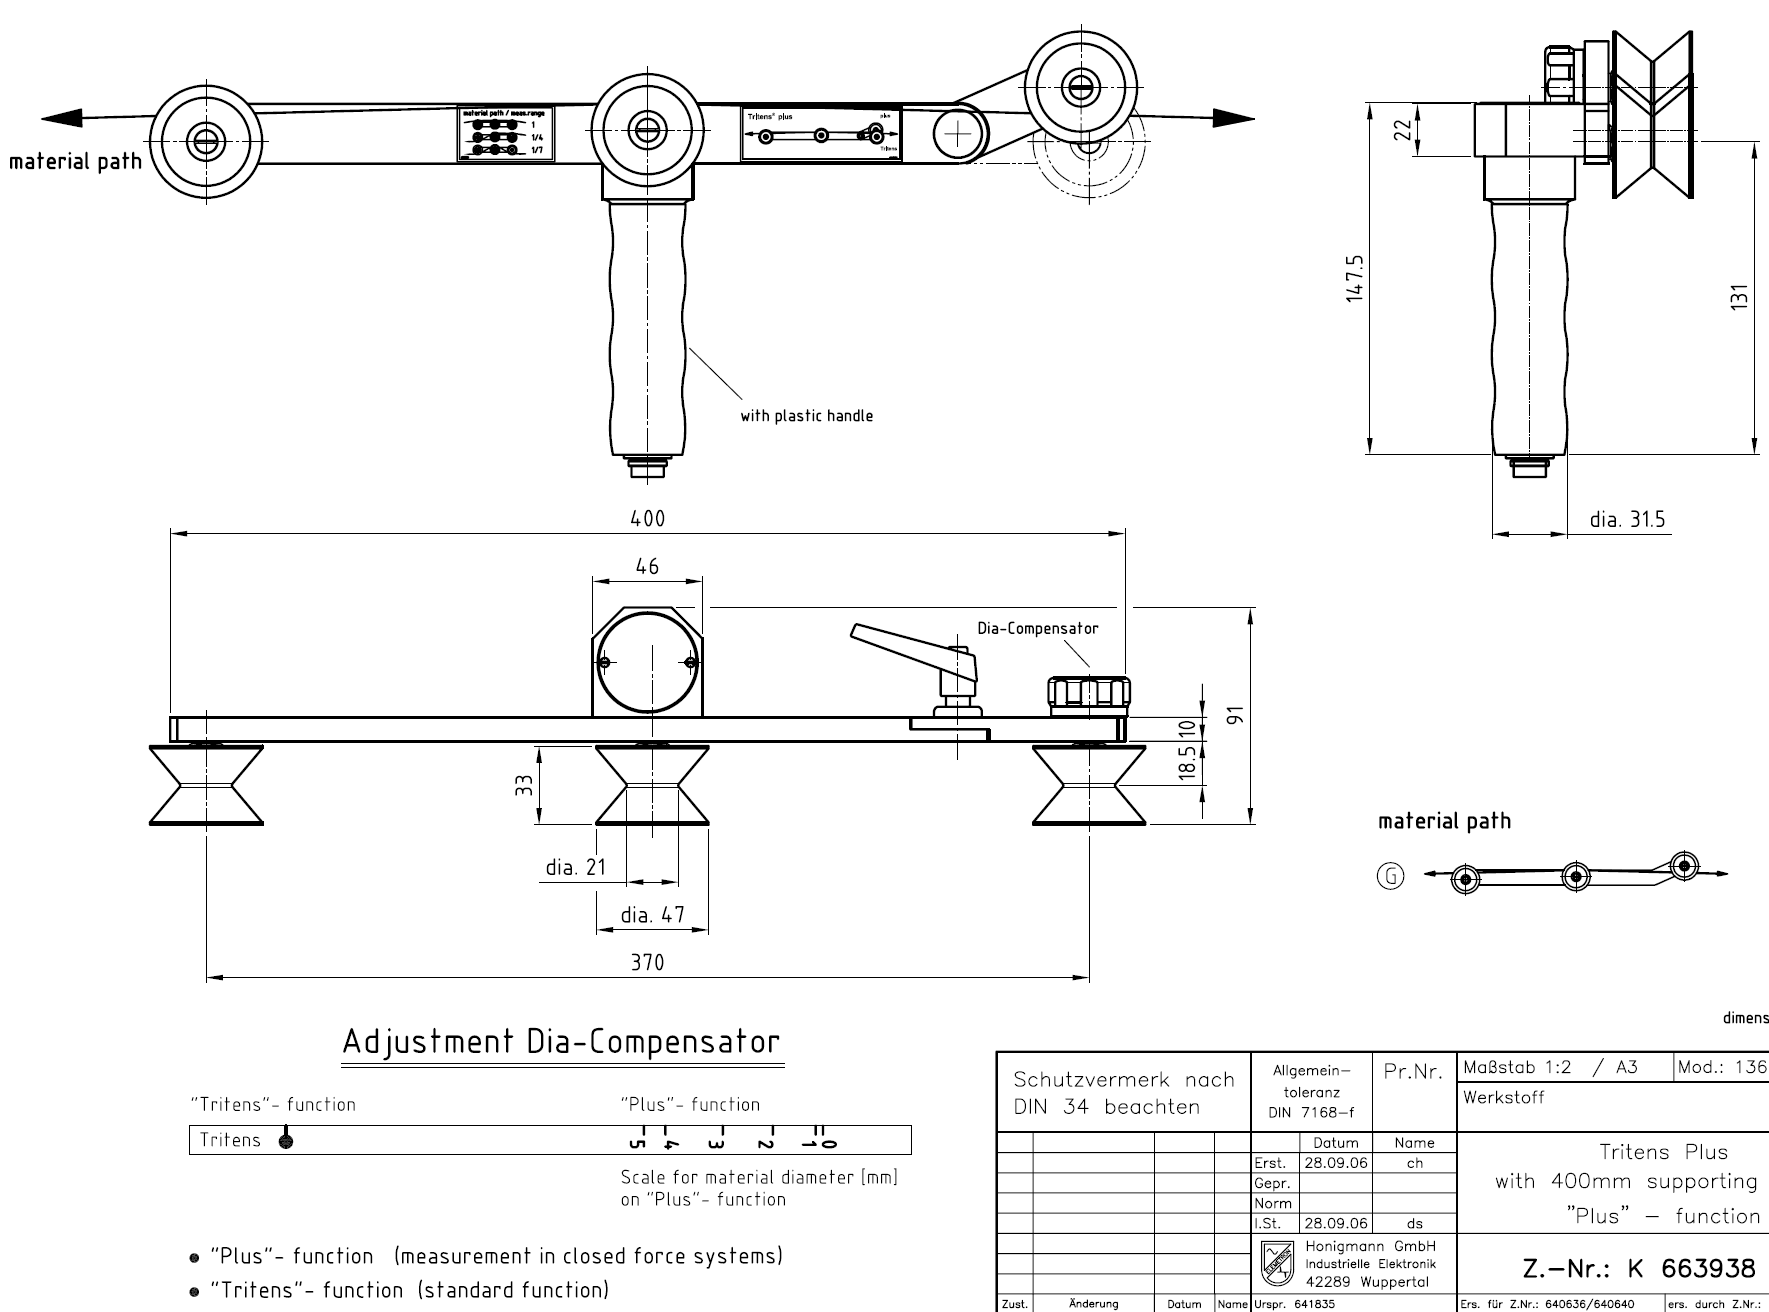 material path / meas.range
1
1/4
1/7
Tritens® plus
plus
Tritens
material path
with plastic handle
22
147.5
131
dia. 31.5
400
46
Dia-Compensator
91
10
18.5
33
dia. 21
dia. 47
370
material path
G
dimens
Adjustment Dia-Compensator
"Tritens"- function
"Plus"- function
Tritens
5 4 3 2 1 0
Scale for material diameter [mm]
on "Plus"- function
• "Plus"- function (measurement in closed force systems)
• "Tritens"- function (standard function)
Schutzvermerk nach
DIN 34 beachten
Allgemein-
toleranz
DIN 7168-f
Pr.Nr.
Maßstab 1:2 / A3
Mod.: 136
Werkstoff
Datum Name
Erst. 28.09.06 ch
Gepr.
Norm
I.St. 28.09.06 ds
Tritens Plus
with 400mm supporting
"Plus" - function
Honigmann GmbH
Industrielle Elektronik
42289 Wuppertal
Z.-Nr.: K 663938
Zust. Änderung Datum Name Urspr. 641835
Ers. für Z.Nr.: 640636/640640
ers. durch Z.Nr.: